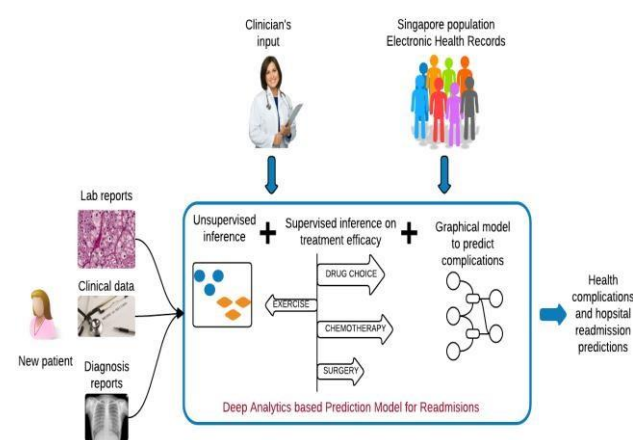 Clinician's
input
Singapore population
Electronic Health Records
Lab reports
Clinical data
New patient
Diagnosis
reports
Unsupervised
inference
+
Supervised inference on
treatment efficacy
+
Graphical model
to predict
complications
DRUG CHOICE
EXERCISE
CHEMOTHERAPY
SURGERY
Deep Analytics based Prediction Model for Readmisions
Health
complications
and hopsital
readmission
predictions